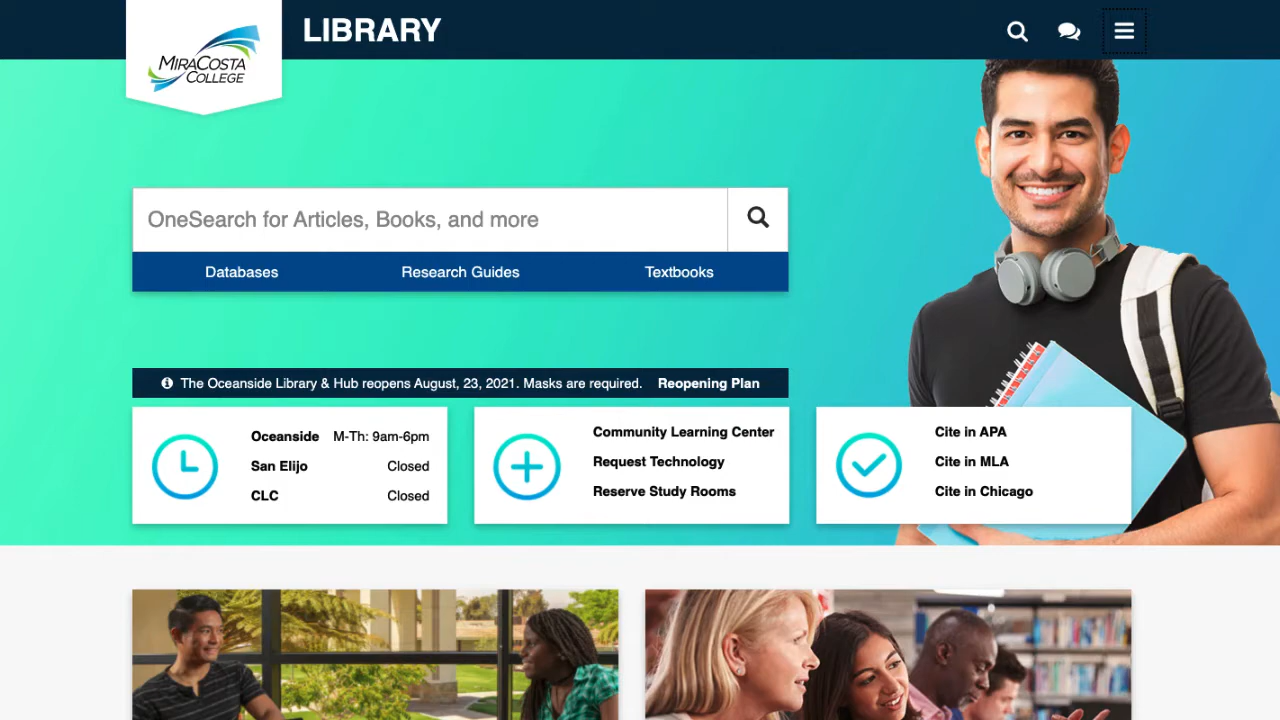 MIRACOSTA
COLLEGE
LIBRARY
OneSearch for Articles, Books, and more
Databases
Research Guides
Textbooks
The Oceanside Library & Hub reopens August, 23, 2021. Masks are required. Reopening Plan
Oceanside M-Th: 9am-6pm
San Elijo Closed
CLC Closed
Community Learning Center
Request Technology
Reserve Study Rooms
Cite in APA
Cite in MLA
Cite in Chicago